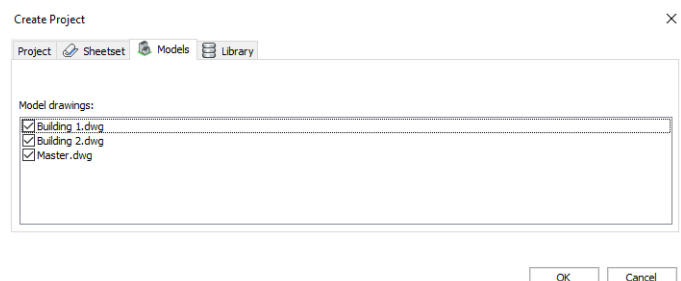 Create Project
Project Sheetset Models Library
Model drawings:
Building 1.dwg
Building 2.dwg
Master.dwg
OK Cancel